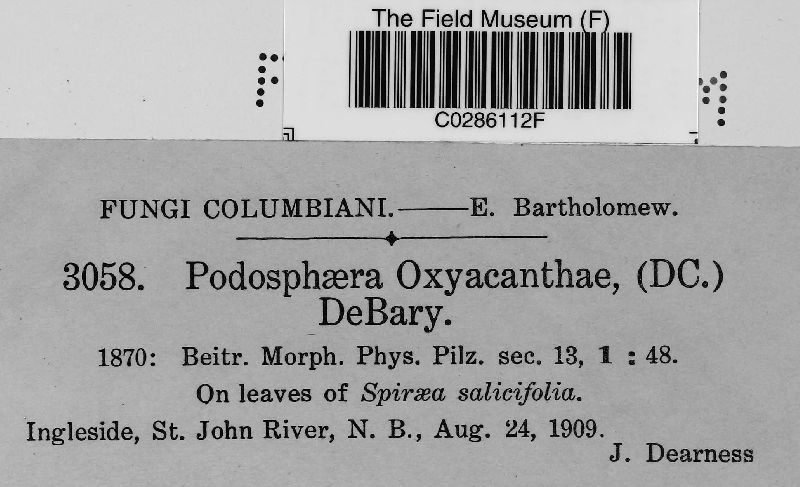 The Field Museum (F)
C0286112F
FUNGI COLUMBIANI.——E. Bartholomew.
3058. Podosphæra Oxyacanthae, (DC.)
DeBary.
1870: Beitr. Morph. Phys. Pilz. sec. 13, 1 : 48.
On leaves of Spiræa salicifolia.
Ingleside, St. John River, N. B., Aug. 24, 1909.
J. Dearness